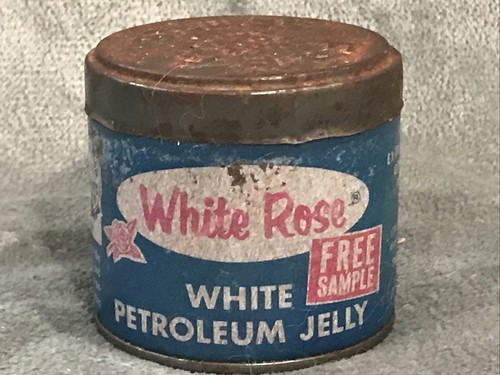 White Rose®
FREE
SAMPLE
WHITE
PETROLEUM JELLY